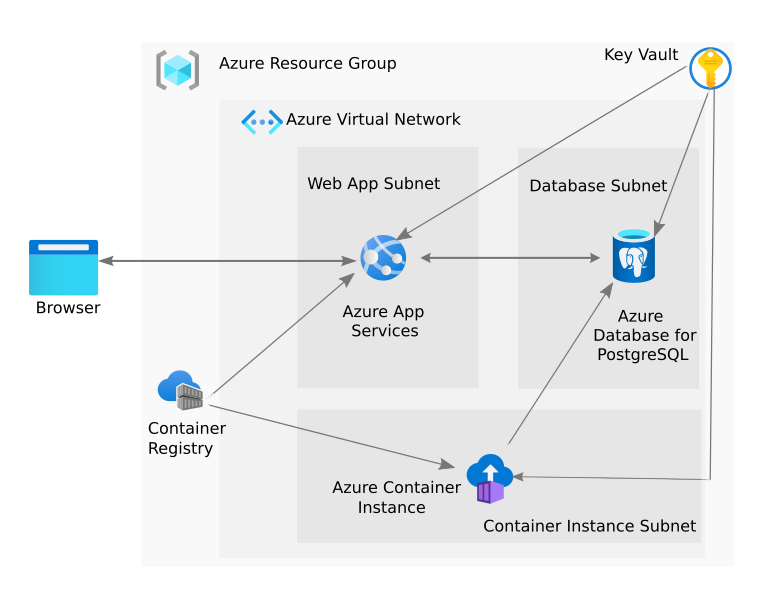 Key Vault
Azure Resource Group
Azure Virtual Network
Web App Subnet
Database Subnet
Browser
Azure App
Services
Azure
Database for
PostgreSQL
Container
Registry
Azure Container
Instance
Container Instance Subnet